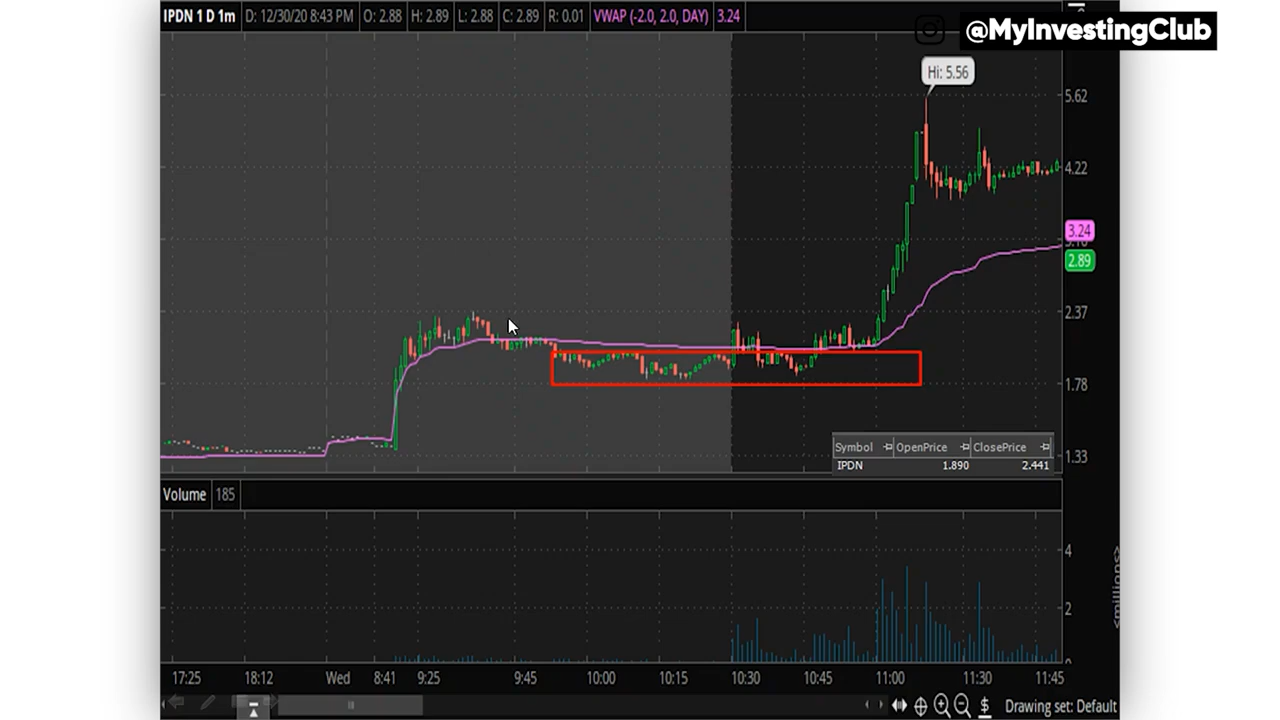 IPDN 1 D 1m D: 12/30/20 8:43 PM O: 2.88 H: 2.89 L: 2.88 C: 2.89 R: 0.01 VWAP (-2.0, 2.0, DAY) 3.24
@MyInvestingClub
Hi: 5.56
5.62
4.22
3.24
2.89
2.37
1.78
1.33
Symbol OpenPrice ClosePrice
IPDN 1.890 2.441
Volume 185
4
2
<millions>
17:25 18:12 Wed 8:41 9:25 9:45 10:00 10:15 10:30 10:45 11:00 11:30 11:45
$ Drawing set: Default